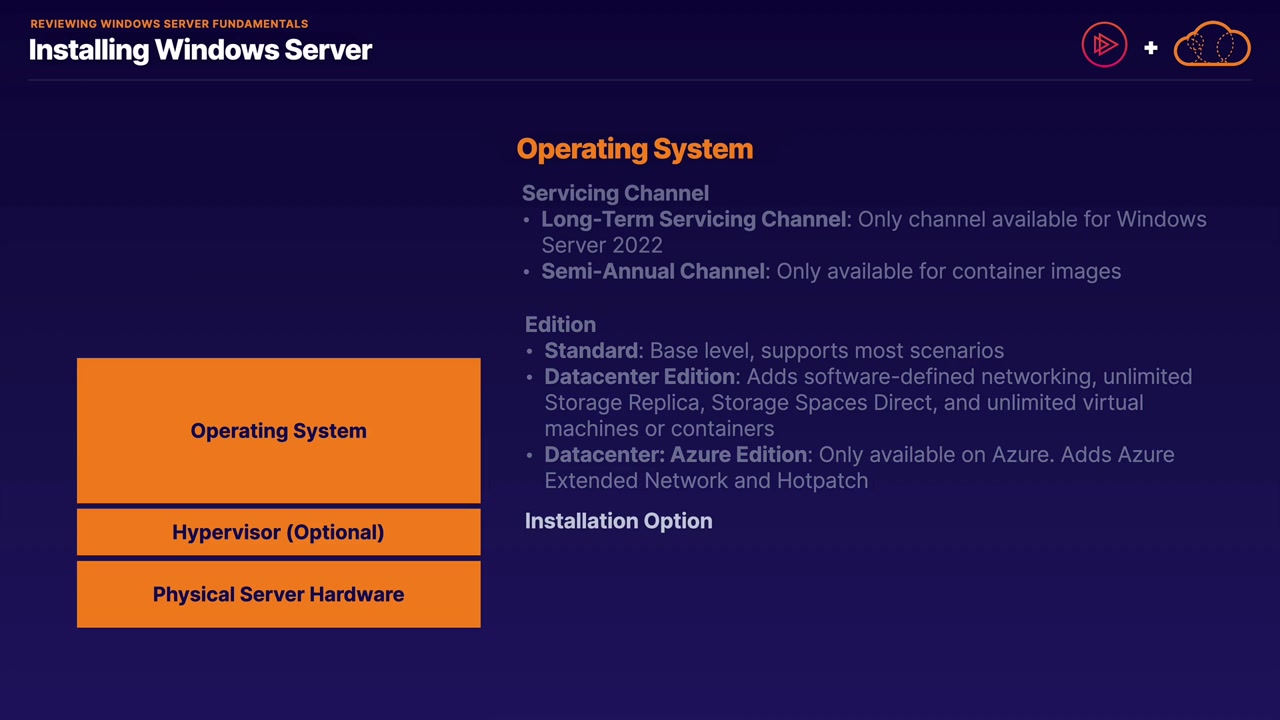 REVIEWING WINDOWS SERVER FUNDAMENTALS
Installing Windows Server
+
Operating System
Servicing Channel
• Long-Term Servicing Channel: Only channel available for Windows
Server 2022
• Semi-Annual Channel: Only available for container images
Edition
• Standard: Base level, supports most scenarios
• Datacenter Edition: Adds software-defined networking, unlimited
Storage Replica, Storage Spaces Direct, and unlimited virtual
machines or containers
• Datacenter: Azure Edition: Only available on Azure. Adds Azure
Extended Network and Hotpatch
Installation Option
Operating System
Hypervisor (Optional)
Physical Server Hardware